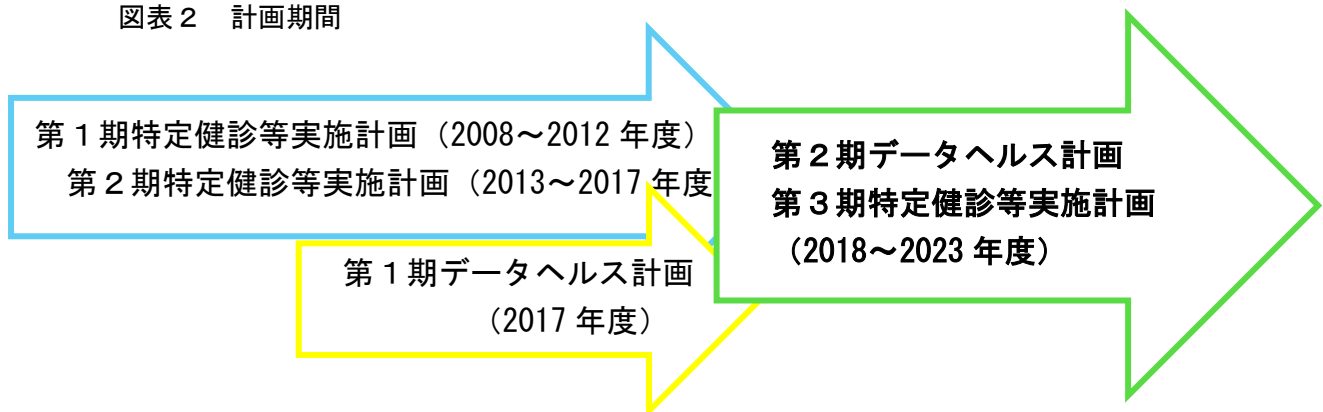 図表２　計画期間
第１期特定健診等実施計画（2008～2012 年度）
第２期特定健診等実施計画（2013～2017 年度
第１期データヘルス計画
（2017 年度）
第２期データヘルス計画
第３期特定健診等実施計画
（2018～2023 年度）